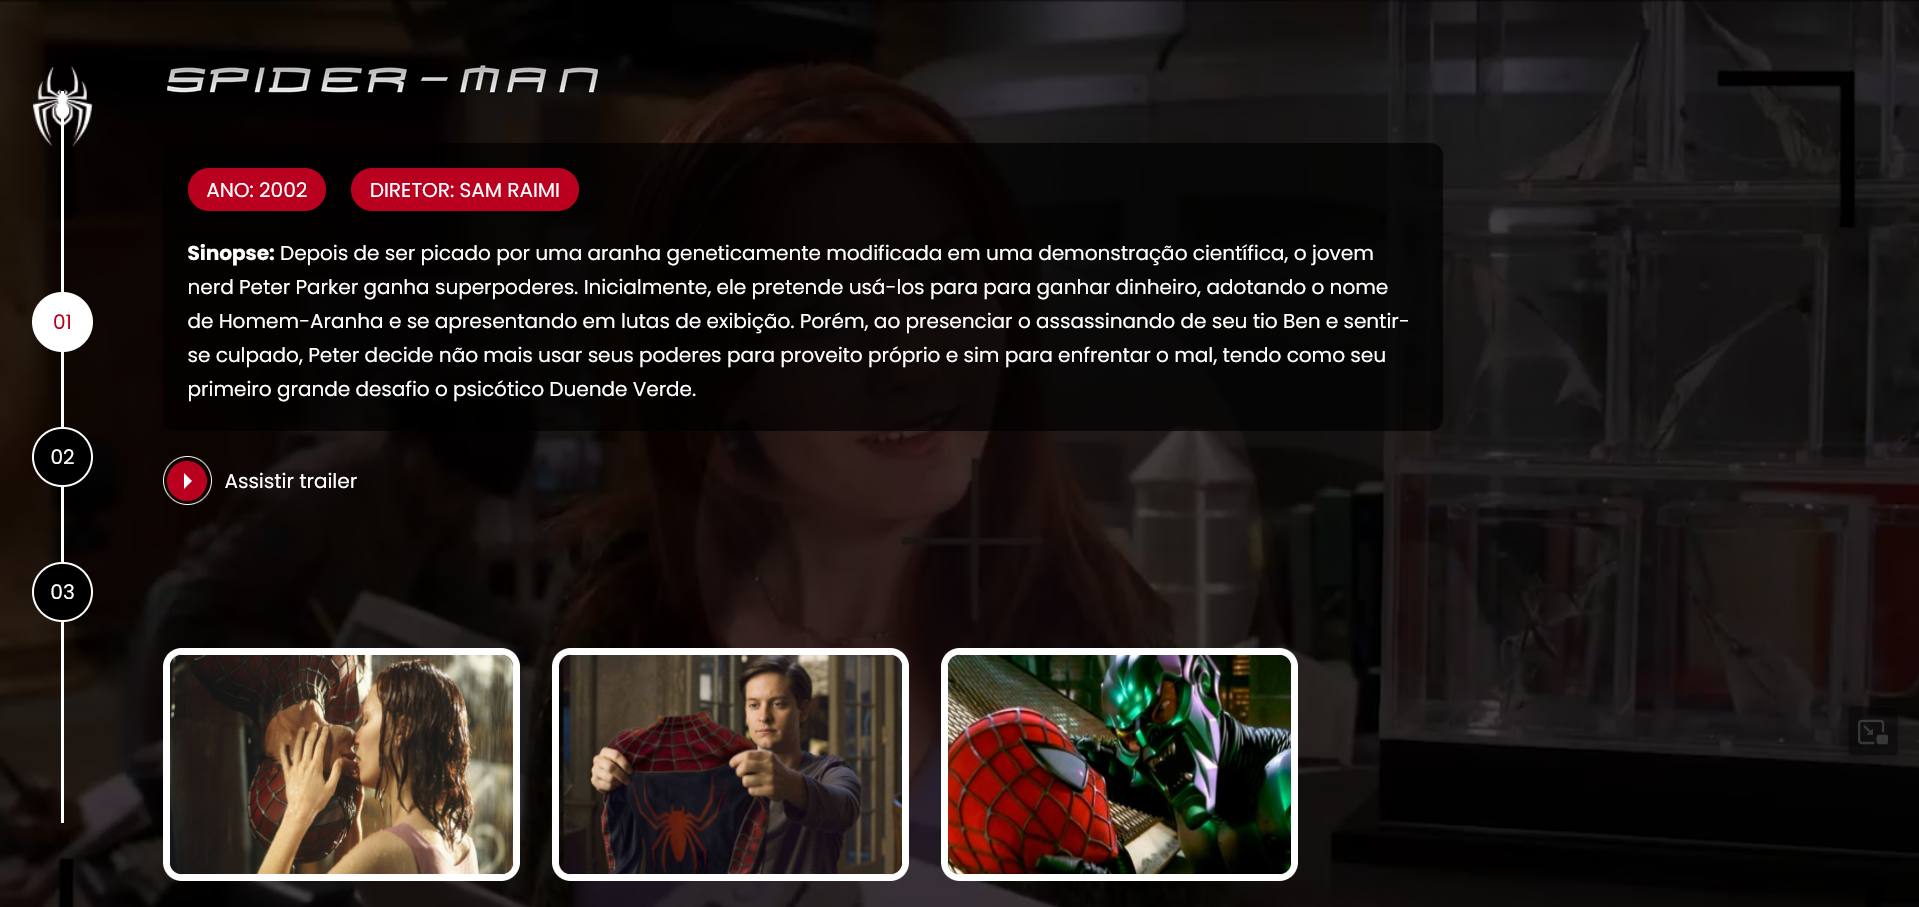 SPIDER-MAN
ANO: 2002
DIRETOR: SAM RAIMI
Sinopse: Depois de ser picado por uma aranha geneticamente modificada em uma demonstração científica, o jovem
nerd Peter Parker ganha superpoderes. Inicialmente, ele pretende usá-los para para ganhar dinheiro, adotando o nome
de Homem-Aranha e se apresentando em lutas de exibição. Porém, ao presenciar o assassinando de seu tio Ben e sentir-
se culpado, Peter decide não mais usar seus poderes para proveito próprio e sim para enfrentar o mal, tendo como seu
primeiro grande desafio o psicótico Duende Verde.
01
02
03
Assistir trailer